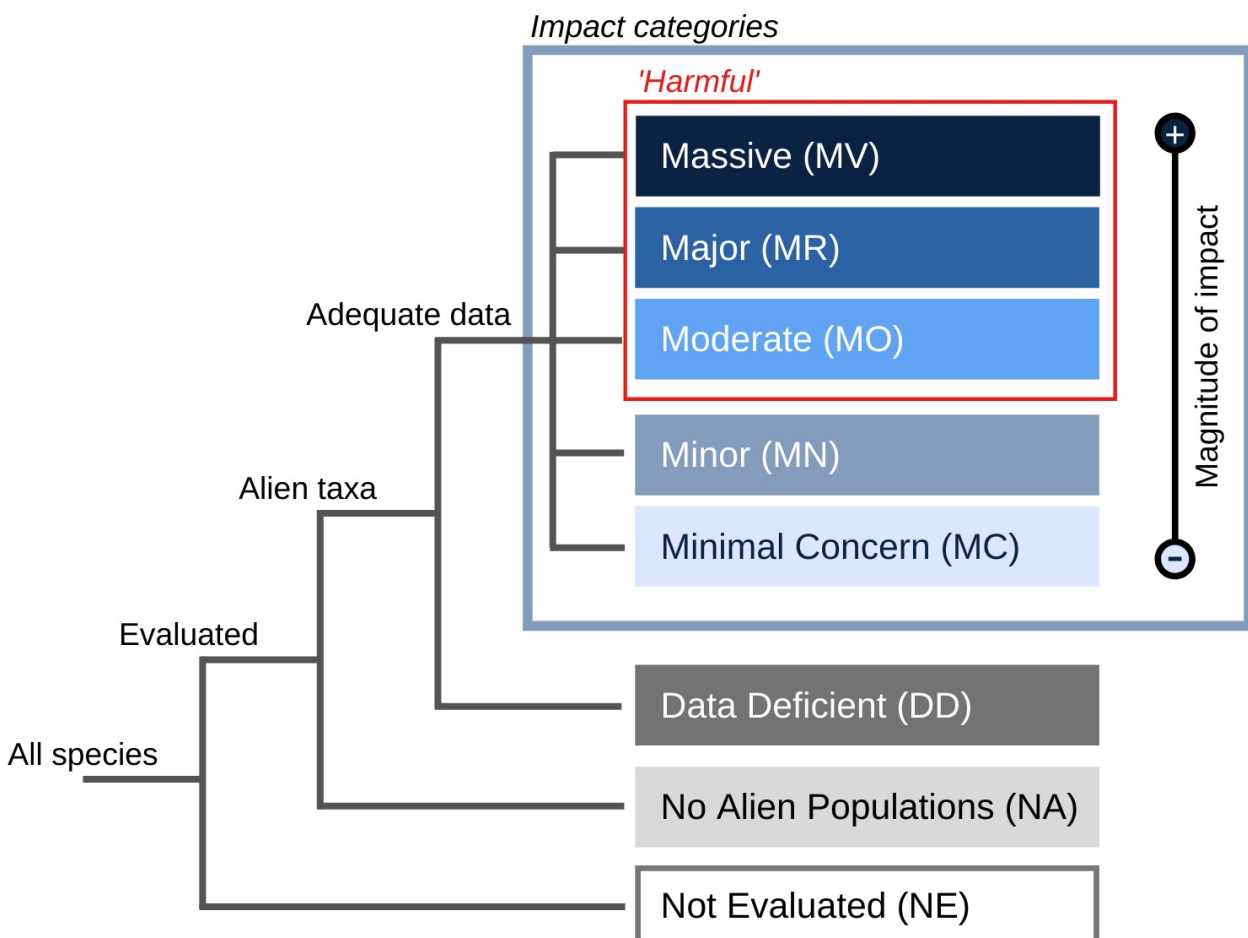 Impact categories
'Harmful'
Massive (MV)
+
Major (MR)
Magnitude of impact
Adequate data
Moderate (MO)
Minor (MN)
Alien taxa
Minimal Concern (MC)
-
Evaluated
Data Deficient (DD)
All species
No Alien Populations (NA)
Not Evaluated (NE)